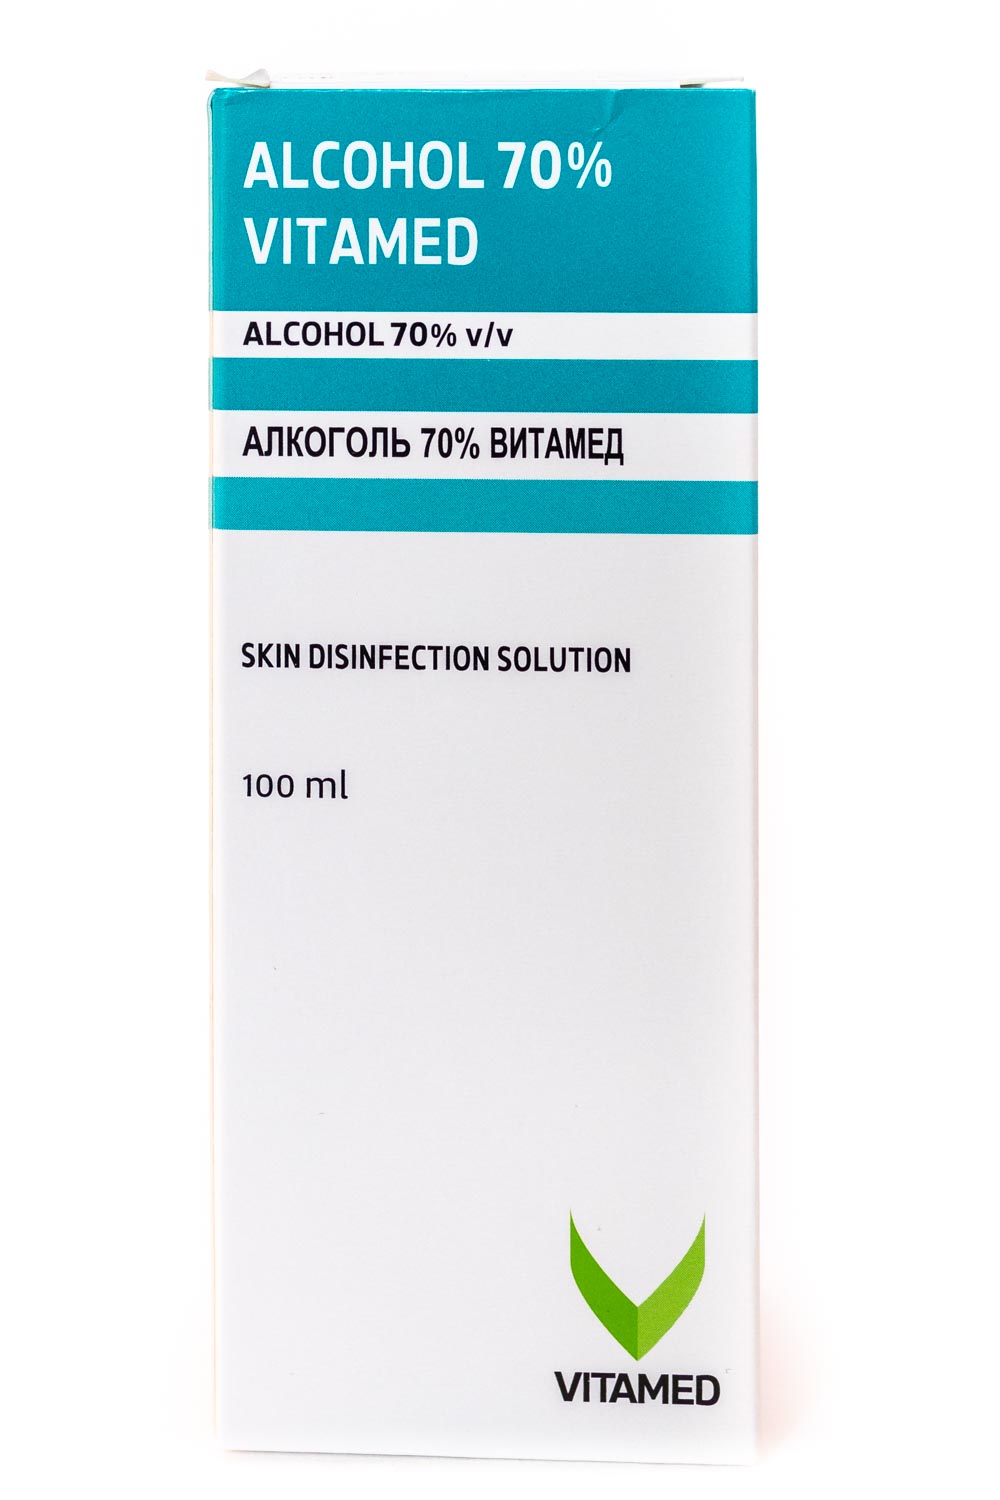 ALCOHOL 70%
VITAMED
ALCOHOL 70% v/v
АЛКОГОЛЬ 70% ВИТАМЕД
SKIN DISINFECTION SOLUTION
100 ml
VITAMED